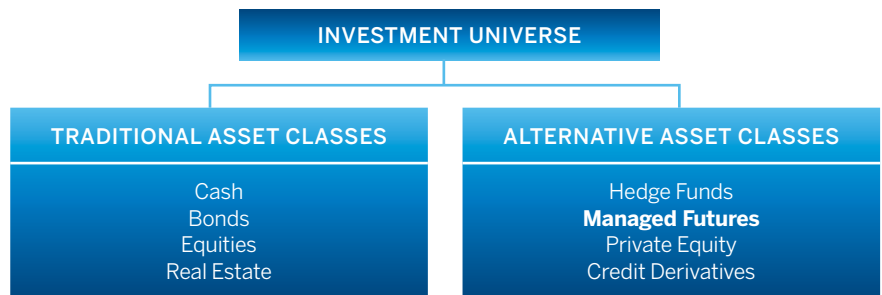 INVESTMENT UNIVERSE
TRADITIONAL ASSET CLASSES
Cash
Bonds
Equities
Real Estate
ALTERNATIVE ASSET CLASSES
Hedge Funds
Managed Futures
Private Equity
Credit Derivatives